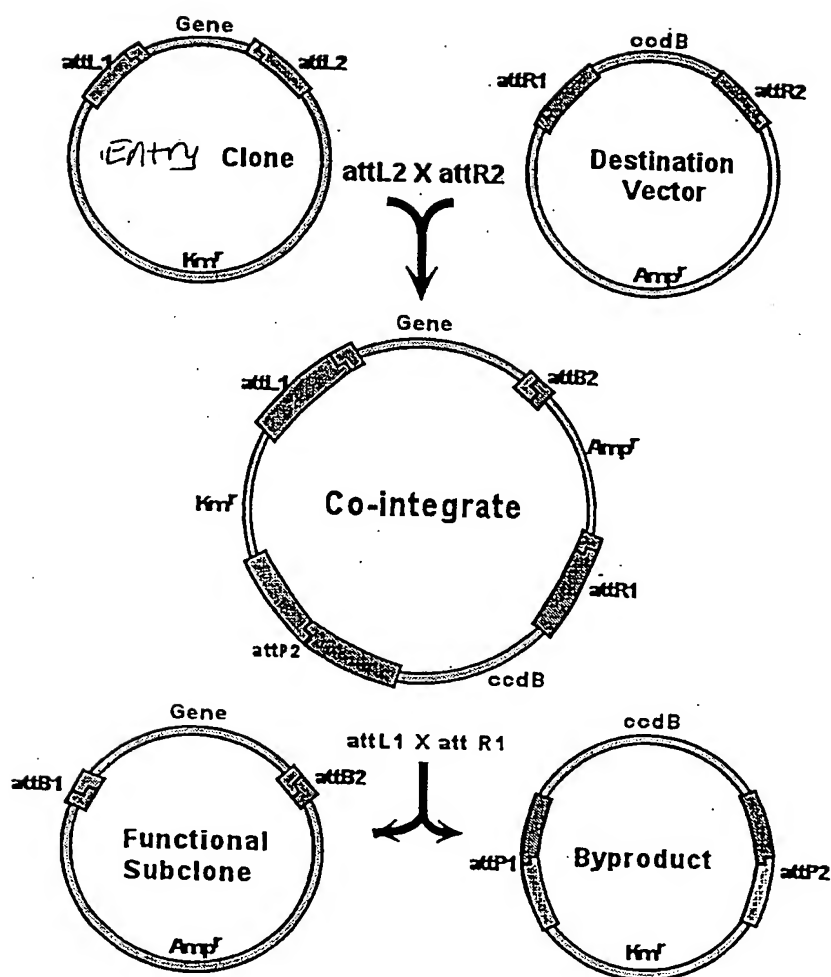 Gene
attL1
attL2
Entry Clone
Kmr
attL2 X attR2
ccdB
attR1
attR2
Destination
Vector
Ampr
Gene
attL1
attB2
Ampr
Kmr
Co-integrate
attR1
attP2
ccdB
attL1 X att R1
Gene
attB1
attB2
Functional
Subclone
Ampr
ccdB
attP1
Byproduct
attP2
Kmr